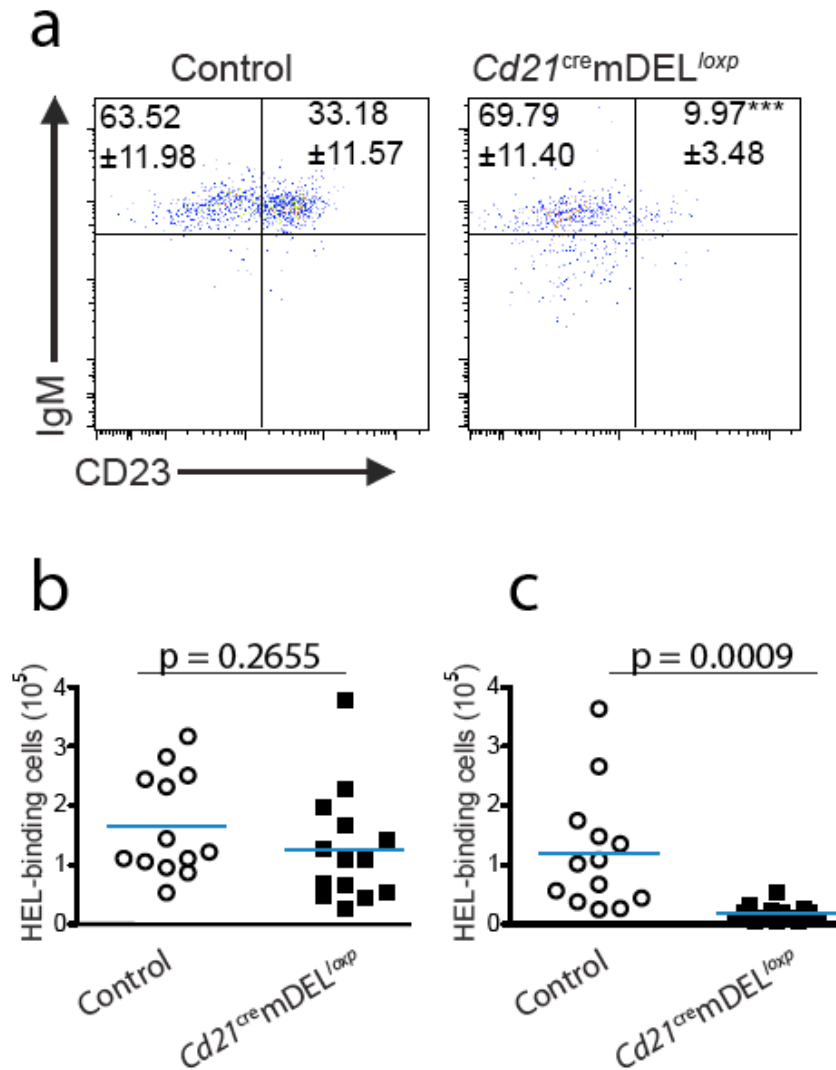 a
Control
Cd21ᶜʳᵉmDELˡᵒˣᵖ
63.52
±11.98
33.18
±11.57
69.79
±11.40
9.97***
±3.48
IgM
CD23
b
p = 0.2655
HEL-binding cells (10⁵)
4
3
2
1
0
Control
Cd21ᶜʳᵉmDELˡᵒˣᵖ
c
p = 0.0009
HEL-binding cells (10⁵)
4
3
2
1
0
Control
Cd21ᶜʳᵉmDELˡᵒˣᵖ